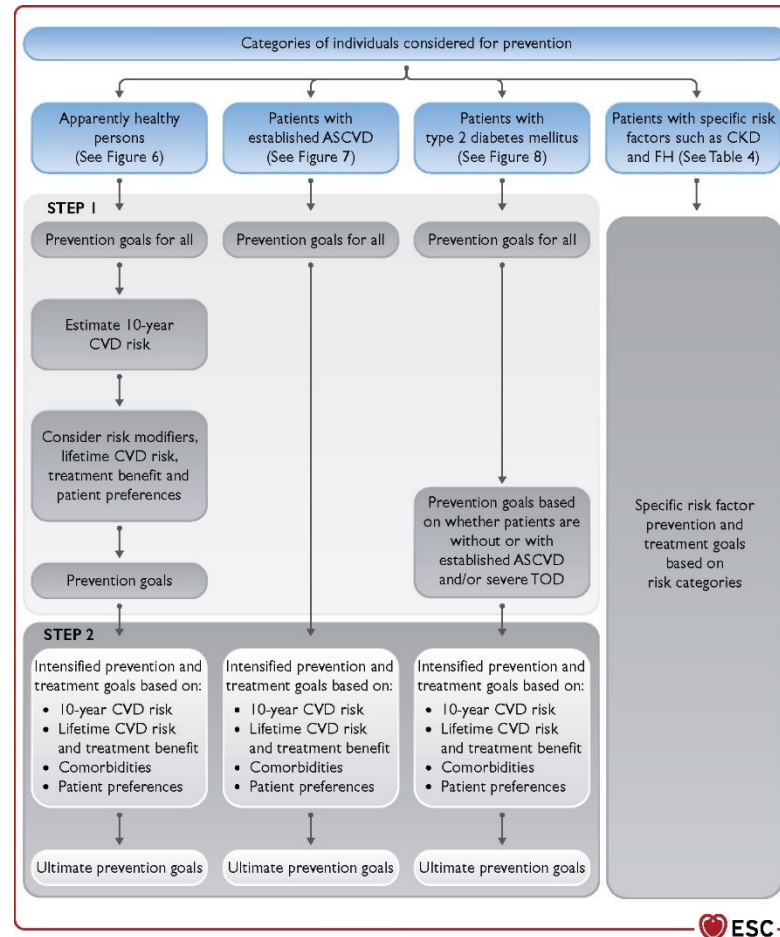 Categories of individuals considered for prevention
Apparently healthy
persons
(See Figure 6)
Patients with
established ASCVD
(See Figure 7)
Patients with
type 2 diabetes mellitus
(See Figure 8)
Patients with specific risk
factors such as CKD
and FH (See Table 4)
STEP 1
Prevention goals for all
Prevention goals for all
Prevention goals for all
Estimate 10-year
CVD risk
Consider risk modifiers,
lifetime CVD risk,
treatment benefit and
patient preferences
Prevention goals
Prevention goals based
on whether patients are
without or with
established ASCVD
and/or severe TOD
Specific risk factor
prevention and
treatment goals
based on
risk categories
STEP 2
Intensified prevention and
treatment goals based on:
• 10-year CVD risk
• Lifetime CVD risk
and treatment benefit
• Comorbidities
• Patient preferences
Intensified prevention and
treatment goals based on:
• 10-year CVD risk
• Lifetime CVD risk
and treatment benefit
• Comorbidities
• Patient preferences
Intensified prevention and
treatment goals based on:
• 10-year CVD risk
• Lifetime CVD risk
and treatment benefit
• Comorbidities
• Patient preferences
Ultimate prevention goals
Ultimate prevention goals
Ultimate prevention goals
ESC